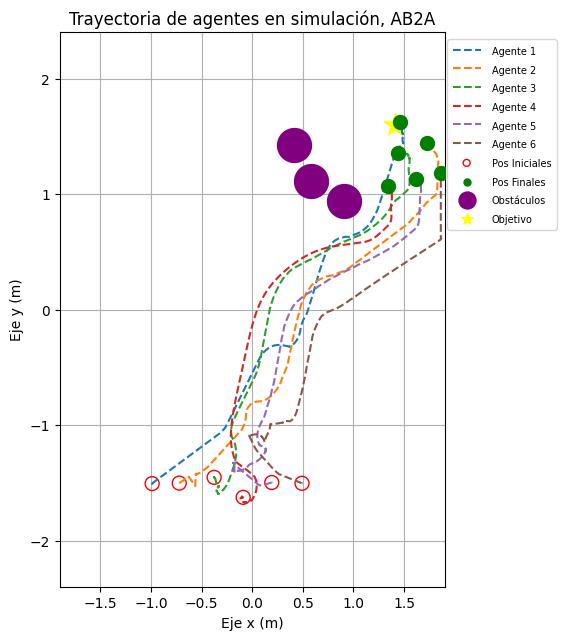 Trayectoria de agentes en simulación, AB2A
Agente 1
Agente 2
Agente 3
Agente 4
Agente 5
Agente 6
Pos Iniciales
Pos Finales
Obstáculos
Objetivo
Eje y (m)
2
1
0
−1
−2
−1.5 −1.0 −0.5 0.0 0.5 1.0 1.5
Eje x (m)